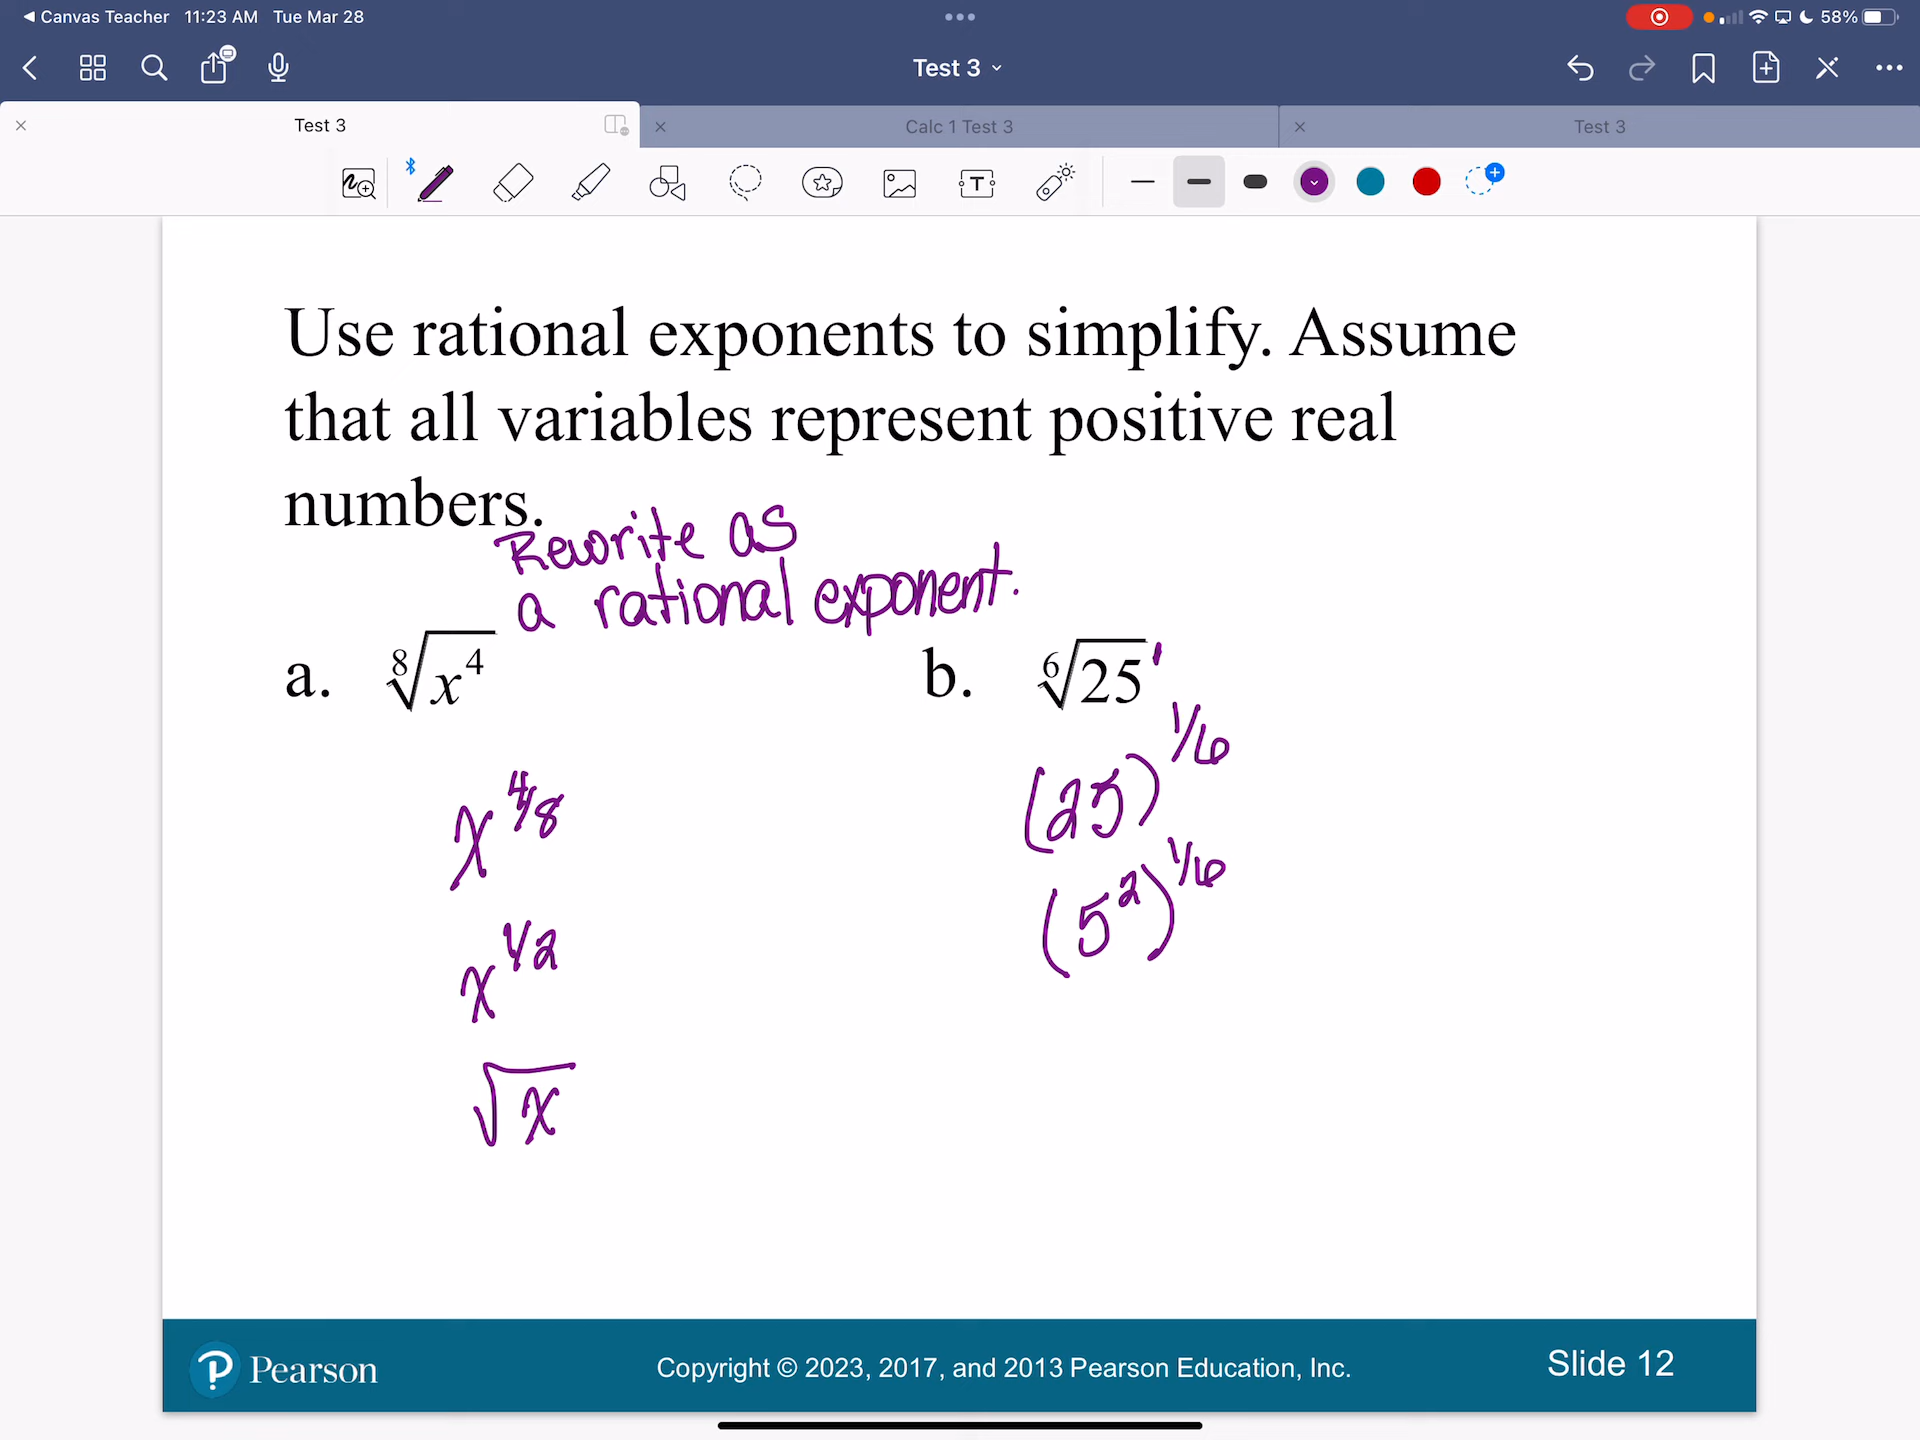 Canvas Teacher 11:23 AM Tue Mar 28
58%
Test 3
Test 3
Calc 1 Test 3
Test 3
T
Use rational exponents to simplify. Assume
that all variables represent positive real
numbers.
Rewrite as
a rational exponent.
a. ⁸√x⁴
x^4/8
x^1/2
√x
b. ⁶√25 ¹
(25)^1/6
(5²)^1/6
Pearson
Copyright © 2023, 2017, and 2013 Pearson Education, Inc.
Slide 12